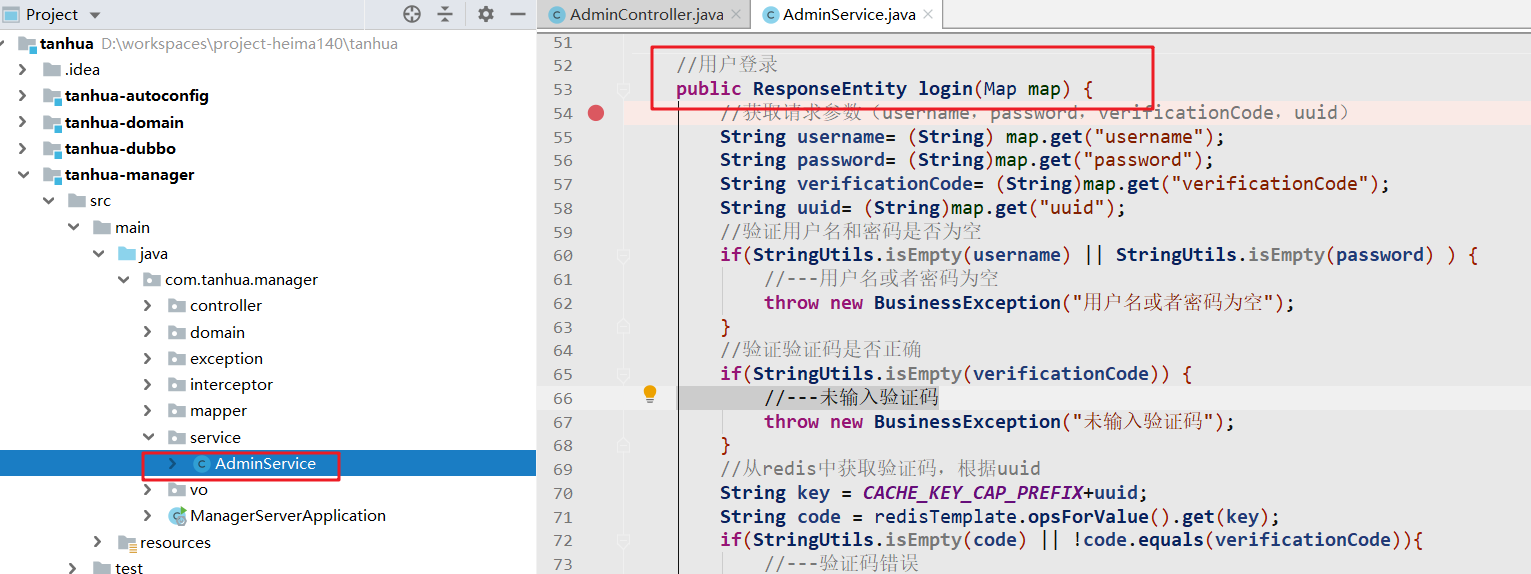 Project
tanhua D:\workspaces\project-heima140\tanhua
.idea
tanhua-autoconfig
tanhua-domain
tanhua-dubbo
tanhua-manager
src
main
java
com.tanhua.manager
controller
domain
exception
interceptor
mapper
service
AdminService
vo
ManagerServerApplication
resources
test
AdminController.java AdminService.java
51
52 //用户登录
53 public ResponseEntity login(Map map) {
54 //获取请求参数（username，password，verificationCode，uuid）
55 String username= (String) map.get("username");
56 String password= (String)map.get("password");
57 String verificationCode= (String)map.get("verificationCode");
58 String uuid= (String)map.get("uuid");
59 //验证用户名和密码是否为空
60 if(StringUtils.isEmpty(username) || StringUtils.isEmpty(password) ) {
61 //---用户名或者密码为空
62 throw new BusinessException("用户名或者密码为空");
63 }
64 //验证验证码是否正确
65 if(StringUtils.isEmpty(verificationCode)) {
66 //---未输入验证码
67 throw new BusinessException("未输入验证码");
68 }
69 //从redis中获取验证码，根据uuid
70 String key = CACHE_KEY_CAP_PREFIX+uuid;
71 String code = redisTemplate.opsForValue().get(key);
72 if(StringUtils.isEmpty(code) || !code.equals(verificationCode)){
73 //---验证码错误